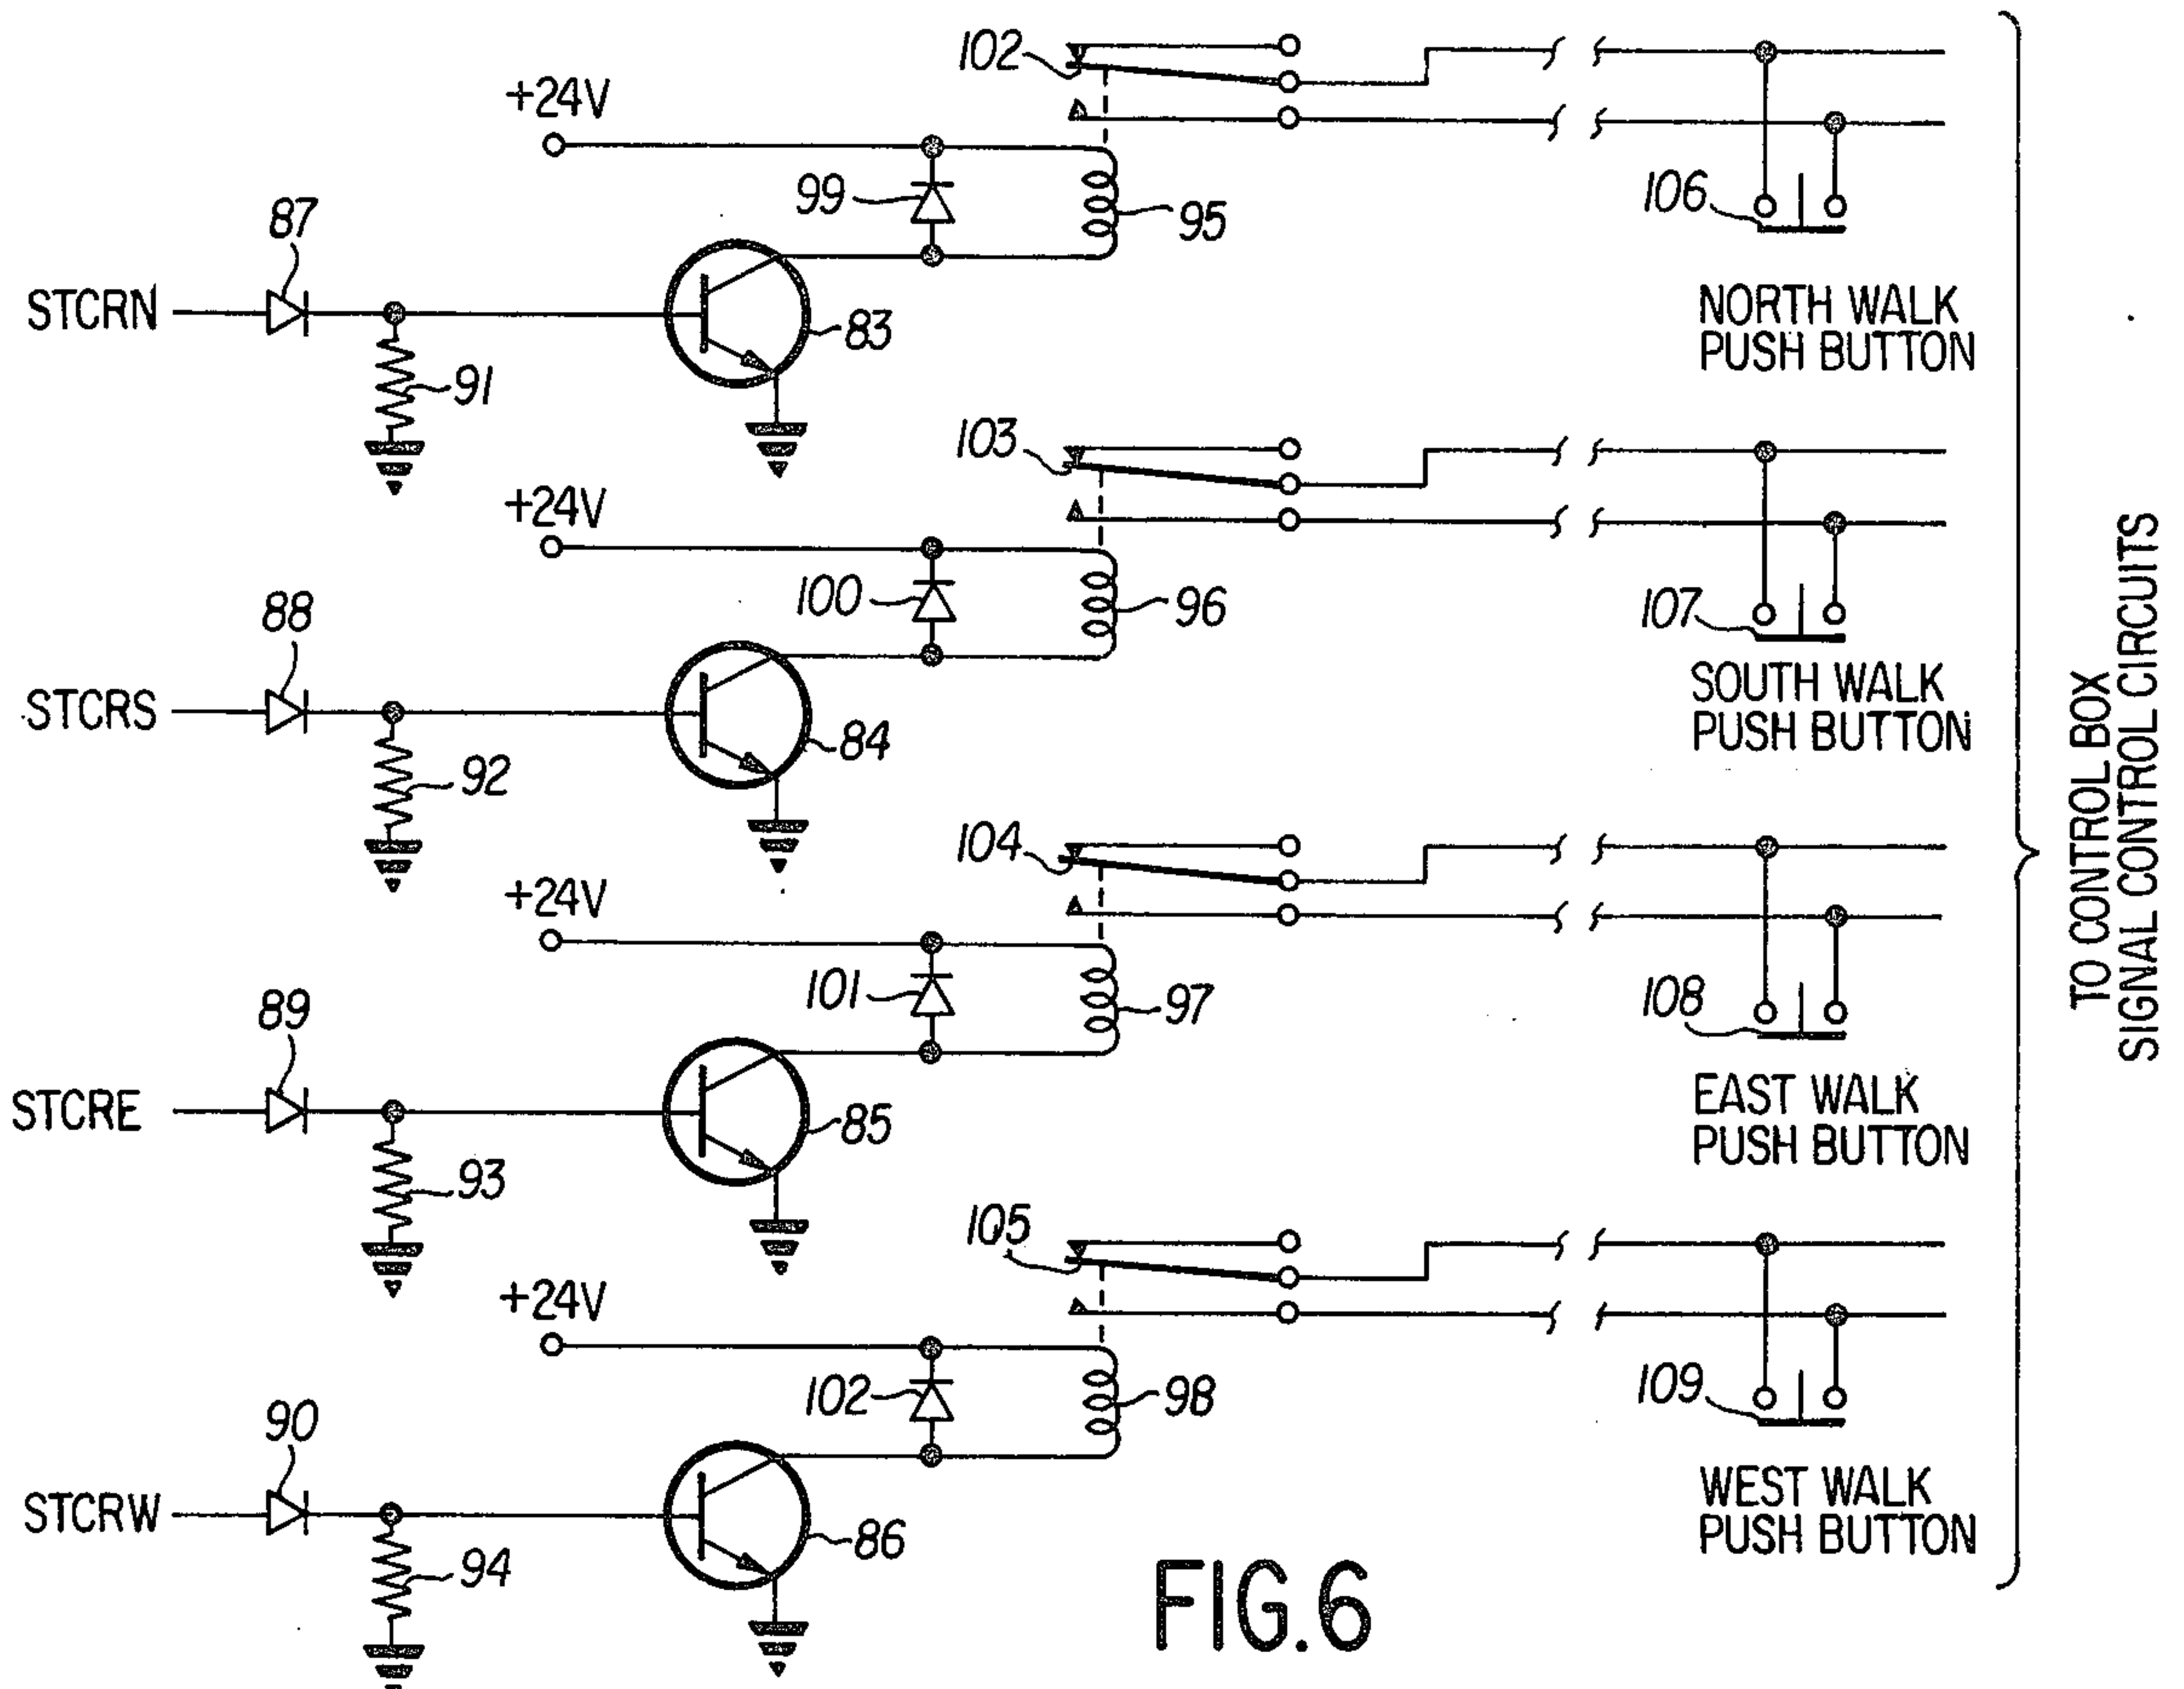 102
+24V
99
95
106
87
STCRN
83
91
NORTH WALK
PUSH BUTTON
103
+24V
100
96
107
88
STCRS
84
92
SOUTH WALK
PUSH BUTTON
104
+24V
101
97
108
89
STCRE
85
93
EAST WALK
PUSH BUTTON
105
+24V
102
98
109
90
STCRW
86
94
WEST WALK
PUSH BUTTON
TO CONTROL BOX
SIGNAL CONTROL CIRCUITS
FIG.6